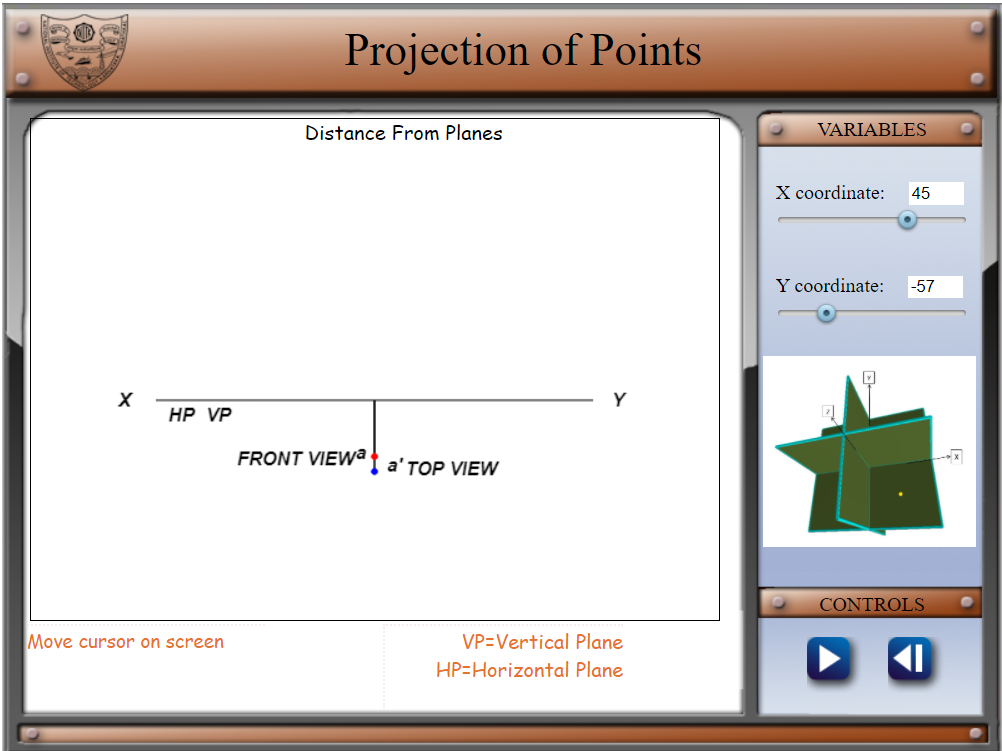 Projection of Points
Distance From Planes
X
Y
HP VP
FRONT VIEW a
a' TOP VIEW
Move cursor on screen
VP=Vertical Plane
HP=Horizontal Plane
VARIABLES
X coordinate: 45
Y coordinate: -57
Y
Z
X
CONTROLS